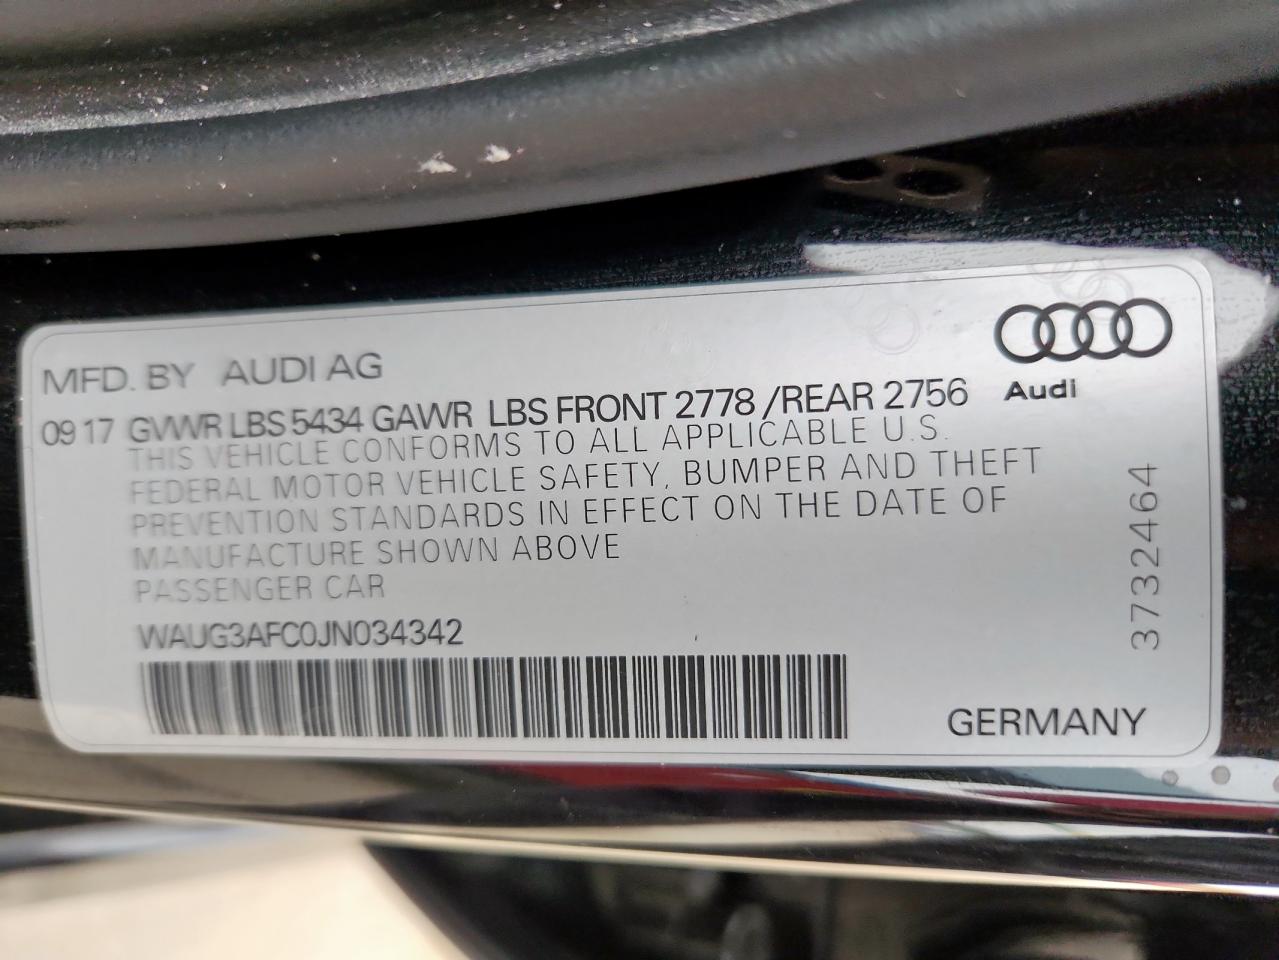 MFD. BY AUDI AG
Audi
09 17 GVWR LBS 5434 GAWR LBS FRONT 2778 /REAR 2756
THIS VEHICLE CONFORMS TO ALL APPLICABLE U.S.
FEDERAL MOTOR VEHICLE SAFETY, BUMPER AND THEFT
PREVENTION STANDARDS IN EFFECT ON THE DATE OF
MANUFACTURE SHOWN ABOVE
PASSENGER CAR
WAUG3AFC0JN034342
GERMANY
3732464